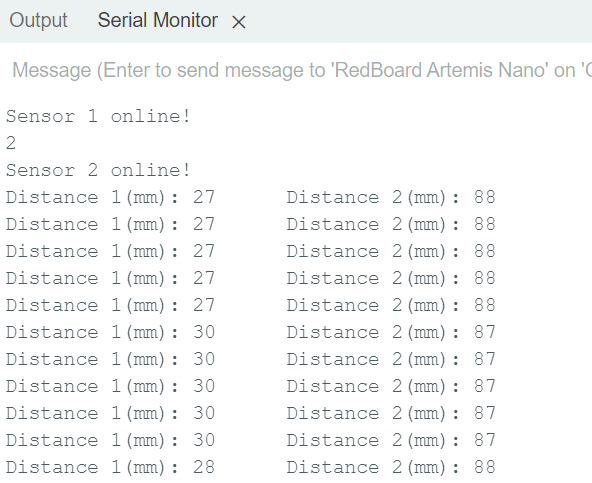 Output Serial Monitor ×
Message (Enter to send message to 'RedBoard Artemis Nano' on '
Sensor 1 online!
2
Sensor 2 online!
Distance 1(mm): 27 Distance 2(mm): 88
Distance 1(mm): 27 Distance 2(mm): 88
Distance 1(mm): 27 Distance 2(mm): 88
Distance 1(mm): 27 Distance 2(mm): 88
Distance 1(mm): 27 Distance 2(mm): 88
Distance 1(mm): 30 Distance 2(mm): 87
Distance 1(mm): 30 Distance 2(mm): 87
Distance 1(mm): 30 Distance 2(mm): 87
Distance 1(mm): 30 Distance 2(mm): 87
Distance 1(mm): 30 Distance 2(mm): 87
Distance 1(mm): 28 Distance 2(mm): 88